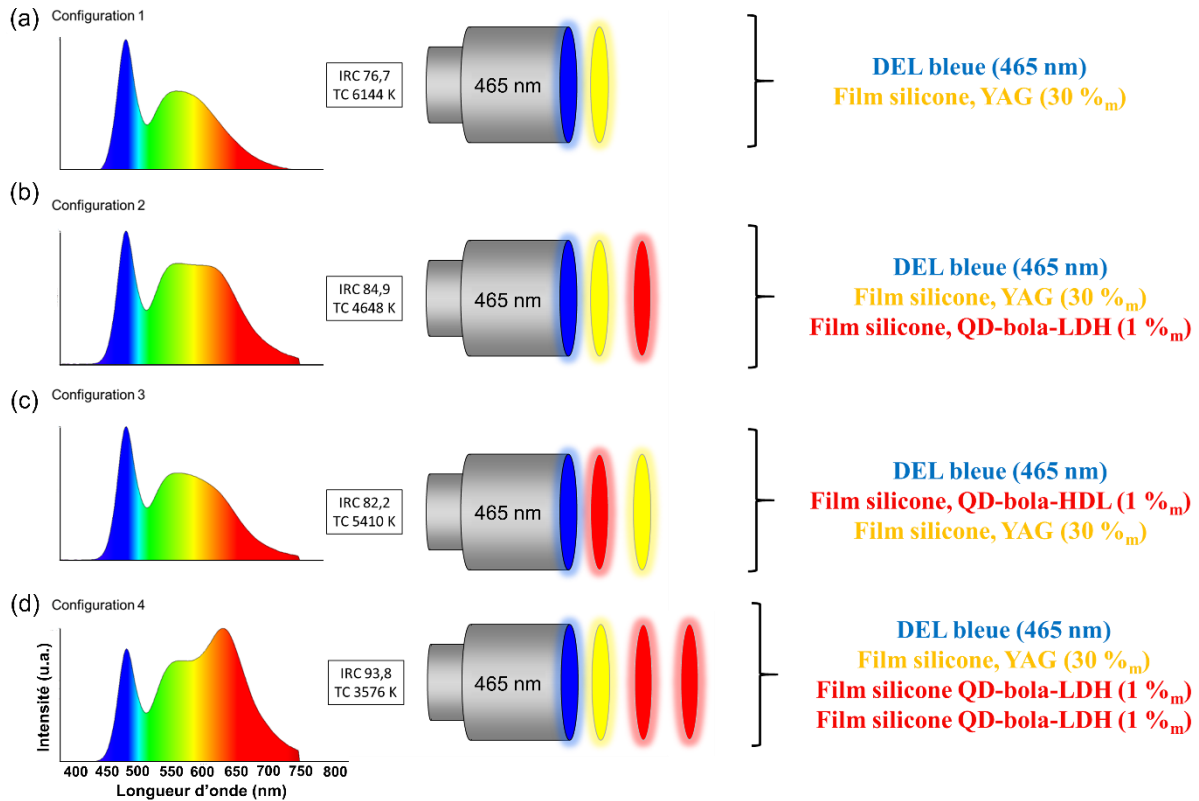 (a)
Configuration 1
IRC 76,7
TC 6144 K
465 nm
DEL bleue (465 nm)
Film silicone, YAG (30 %m)
(b)
Configuration 2
IRC 84,9
TC 4648 K
465 nm
DEL bleue (465 nm)
Film silicone, YAG (30 %m)
Film silicone, QD-bola-LDH (1 %m)
(c)
Configuration 3
IRC 82,2
TC 5410 K
465 nm
DEL bleue (465 nm)
Film silicone, QD-bola-HDL (1 %m)
Film silicone, YAG (30 %m)
(d)
Configuration 4
Intensité (u.a.)
IRC 93,8
TC 3576 K
465 nm
DEL bleue (465 nm)
Film silicone, YAG (30 %m)
Film silicone QD-bola-LDH (1 %m)
Film silicone QD-bola-LDH (1 %m)
400 450 500 550 600 650 700 750 800
Longueur d'onde (nm)